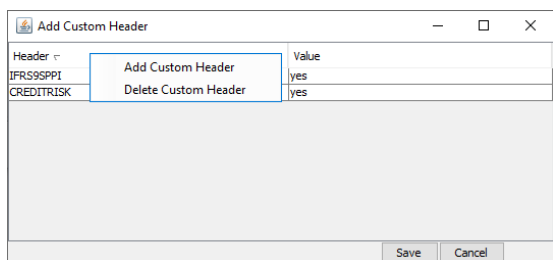 Add Custom Header
Header Value
Add Custom Header
IFRS9SPPI yes
Delete Custom Header
CREDITRISK yes
Save Cancel